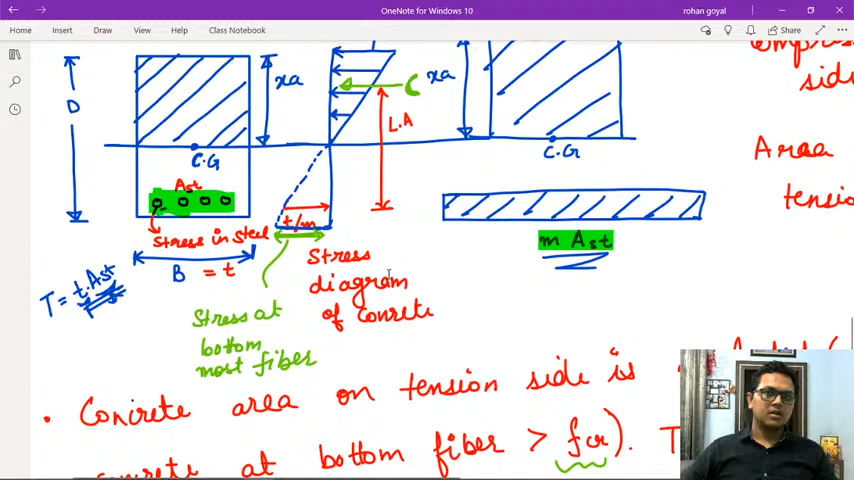 OneNote for Windows 10
rohan goyal
Home
Insert
Draw
View
Help
Class Notebook
Share
D
xa
C
xa
L.A
C.G
C.G
Ast
t/m
Stress in Steel
= t
B
m Ast
T = t.Ast
Stress
diagram
of concrete
Stress at
bottom
most fiber
side
Area
tension
• Concrete area on tension side is
concrete at bottom fiber > fcr).